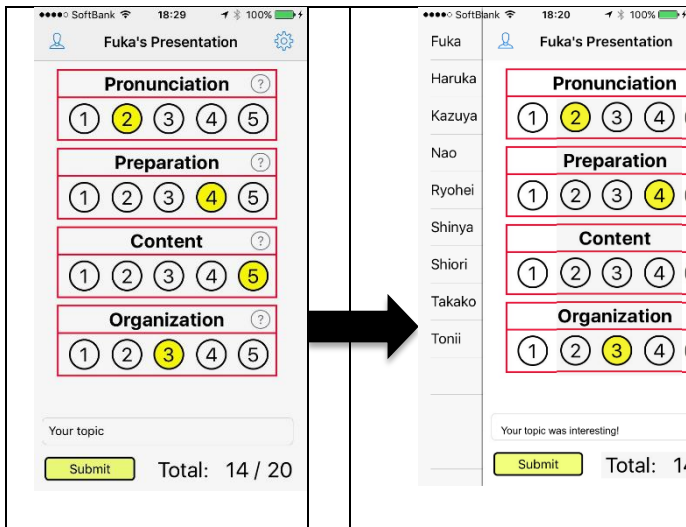 SoftBank 18:29 100%
Fuka's Presentation
Pronunciation ?
1 2 3 4 5
Preparation ?
1 2 3 4 5
Content ?
1 2 3 4 5
Organization ?
1 2 3 4 5
Your topic
Submit Total: 14 / 20
SoftBank 18:20 100%
Fuka
Haruka
Kazuya
Nao
Ryohei
Shinya
Shiori
Takako
Tonii
Fuka's Presentation
Pronunciation
1 2 3 4
Preparation
1 2 3 4
Content
1 2 3 4
Organization
1 2 3 4
Your topic was interesting!
Submit Total: